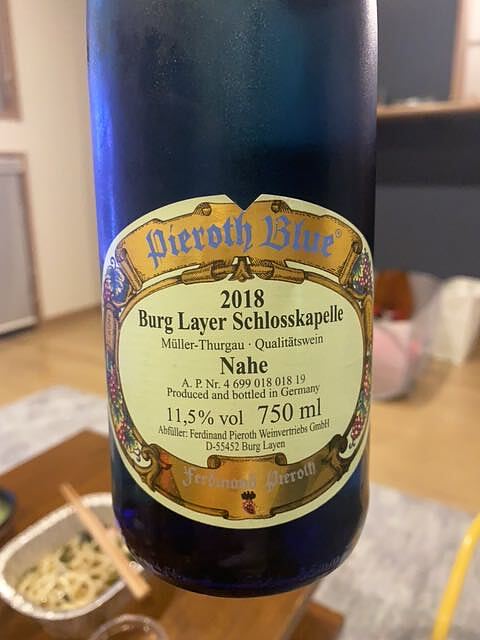 Pieroth Blue®
2018
Burg Layer Schlosskapelle
Müller-Thurgau · Qualitätswein
Nahe
A. P. Nr. 4 699 018 018 19
Produced and bottled in Germany
11,5% vol 750 ml
Abfüller: Ferdinand Pieroth Weinvertriebs GmbH
D-55452 Burg Layen
Ferdinand Pieroth